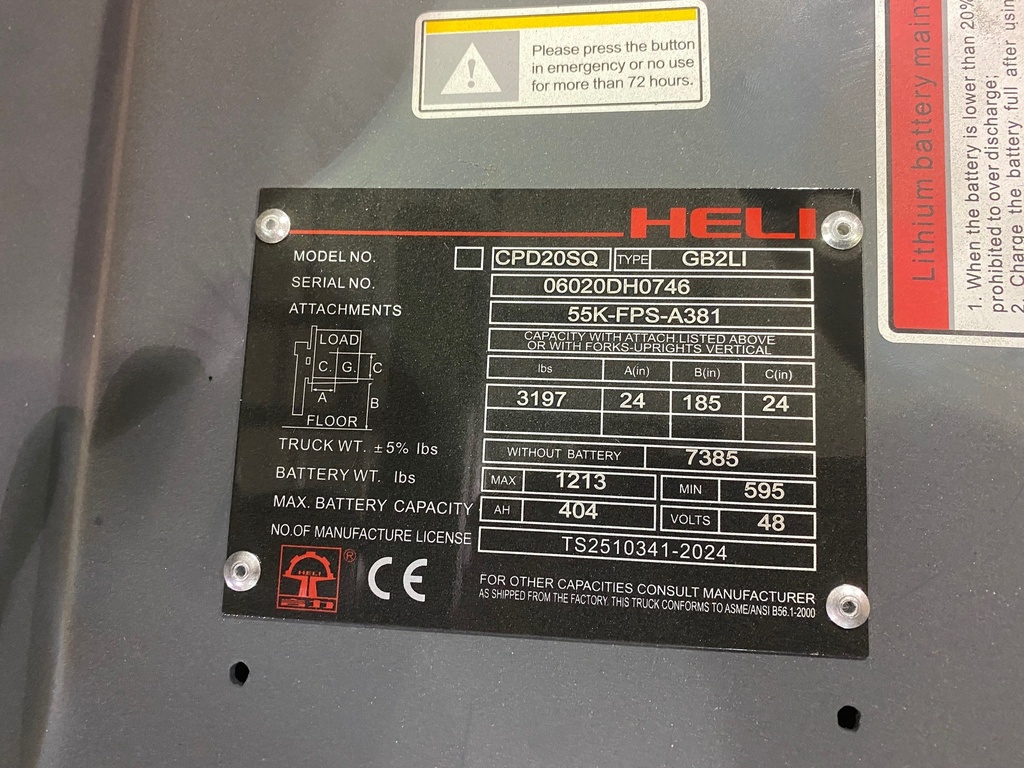 Please press the button
in emergency or no use
for more than 72 hours.
Lithium battery main
1. When the battery is lower than 20%
prohibited to over discharge;
2. Charge the battery full after usin
HELI
MODEL NO. CPD20SQ TYPE GB2LI
SERIAL NO. 06020DH0746
ATTACHMENTS 55K-FPS-A381
CAPACITY WITH ATTACH.LISTED ABOVE
OR WITH FORKS-UPRIGHTS VERTICAL
LOAD
C. G. C
A
B
FLOOR
lbs A(in) B(in) C(in)
3197 24 185 24
TRUCK WT. ±5% lbs WITHOUT BATTERY 7385
BATTERY WT. lbs MAX 1213 MIN 595
MAX. BATTERY CAPACITY AH 404 VOLTS 48
NO.OF MANUFACTURE LICENSE TS2510341-2024
HELI ® CE
FOR OTHER CAPACITIES CONSULT MANUFACTURER
AS SHIPPED FROM THE FACTORY. THIS TRUCK CONFORMS TO ASME/ANSI B56.1-2000